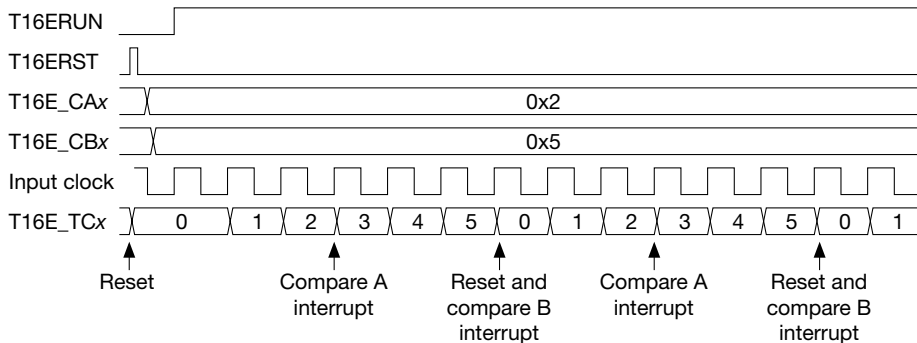 T16ERUN
T16ERST
T16E_CAx 0x2
T16E_CBx 0x5
Input clock
T16E_TCx 0 1 2 3 4 5 0 1 2 3 4 5 0 1
Reset Compare A Reset and Compare A Reset and
interrupt compare B interrupt compare B
interrupt interrupt